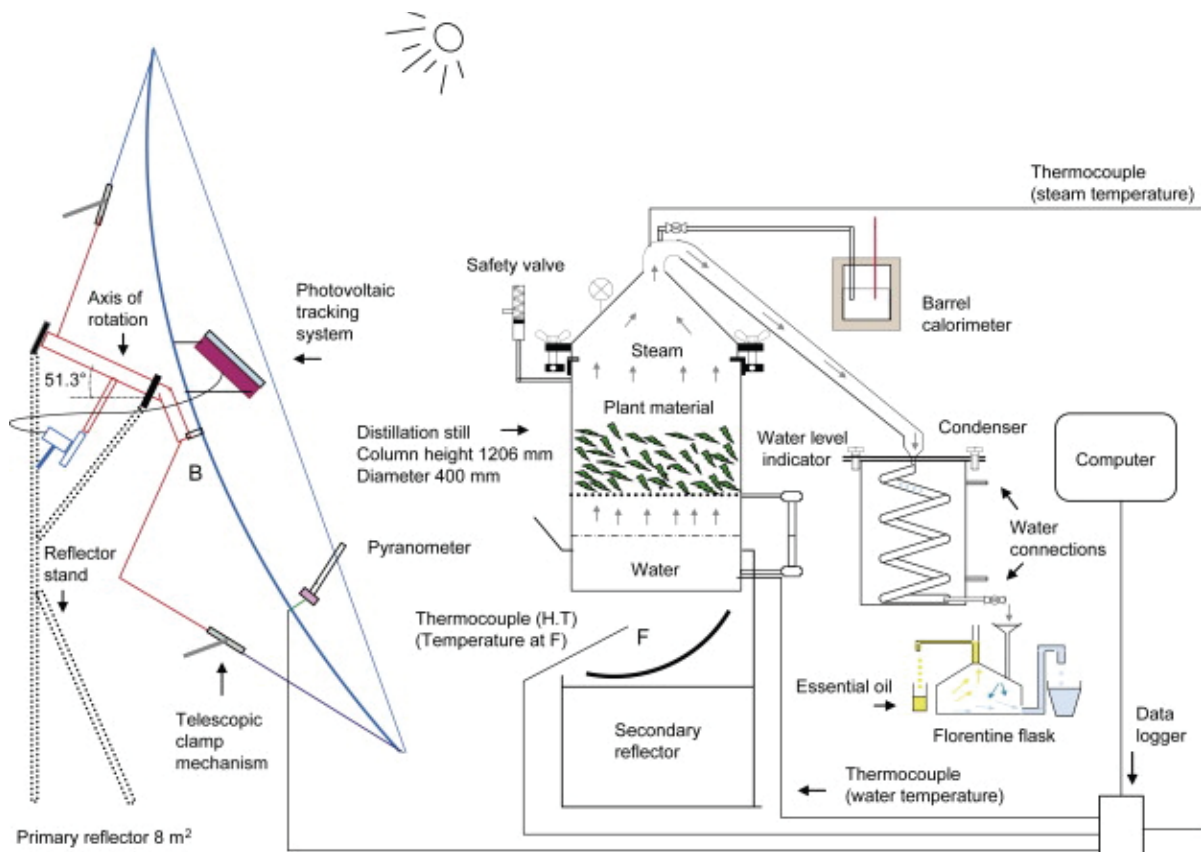 Thermocouple
(steam temperature)
Safety valve
Photovoltaic
tracking
system
Axis of
rotation
Barrel
calorimeter
Steam
51.3°
Plant material
Distillation still
Column height 1206 mm
Diameter 400 mm
Water level
indicator
Condenser
Computer
B
Pyranometer
Water
connections
Reflector
stand
Water
Thermocouple (H.T)
(Temperature at F)
F
Essential oil
Florentine flask
Data
logger
Telescopic
clamp
mechanism
Secondary
reflector
Thermocouple
(water temperature)
Primary reflector 8 m²